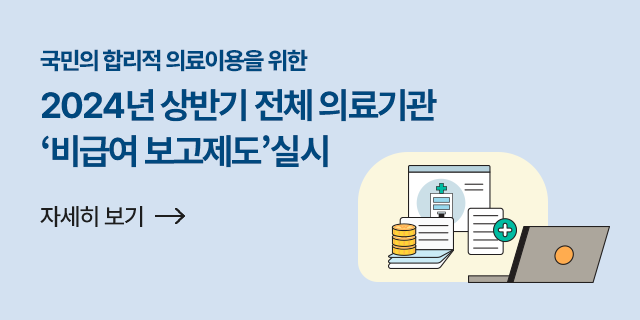 국민의 합리적 의료이용을 위한
2024년 상반기 전체 의료기관
‘비급여 보고제도’실시
자세히 보기 →